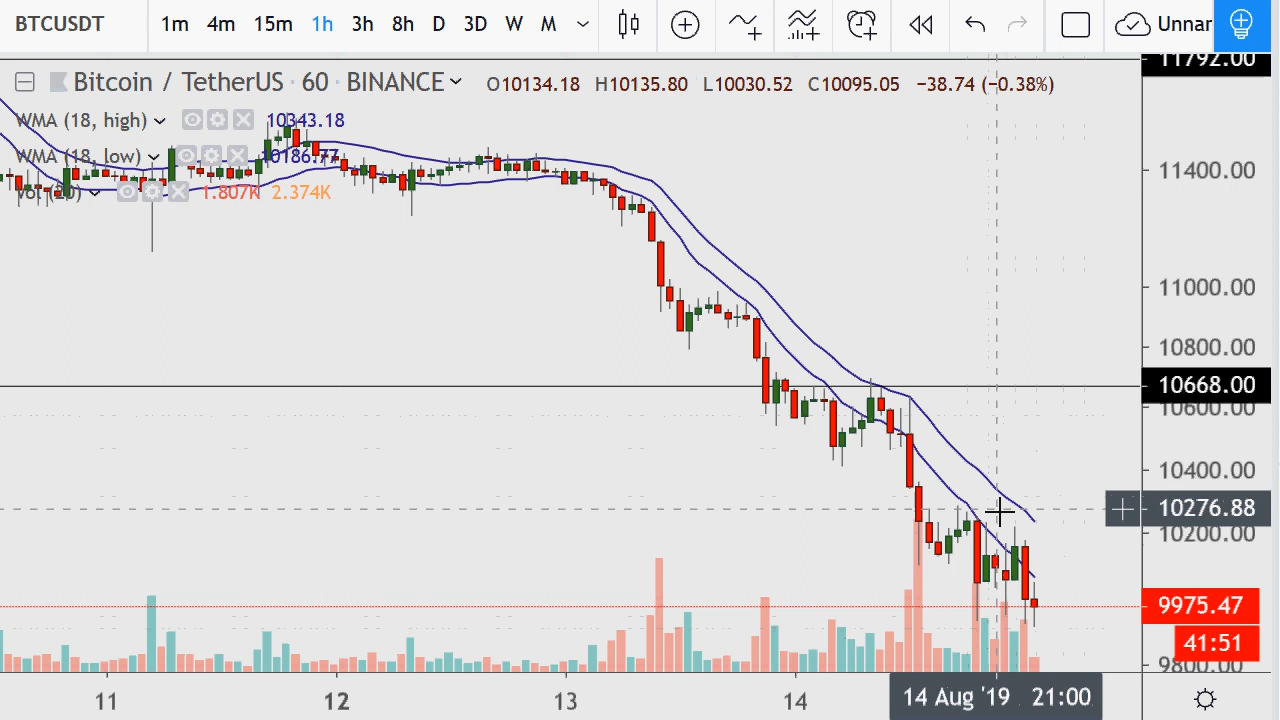 BTCUSDT 1m 4m 15m 1h 3h 8h D 3D W M Unnar
11792.00
Bitcoin / TetherUS · 60 · BINANCE O10134.18 H10135.80 L10030.52 C10095.05 −38.74 (−0.38%)
WMA (18, high) 10343.18
WMA (18, low) 10186.77
Vol (20) 1.807K 2.374K
11400.00
11000.00
10800.00
10668.00
10600.00
10400.00
10276.88
10200.00
9975.47
41:51
9800.00
11 12 13 14 14 Aug '19 21:00